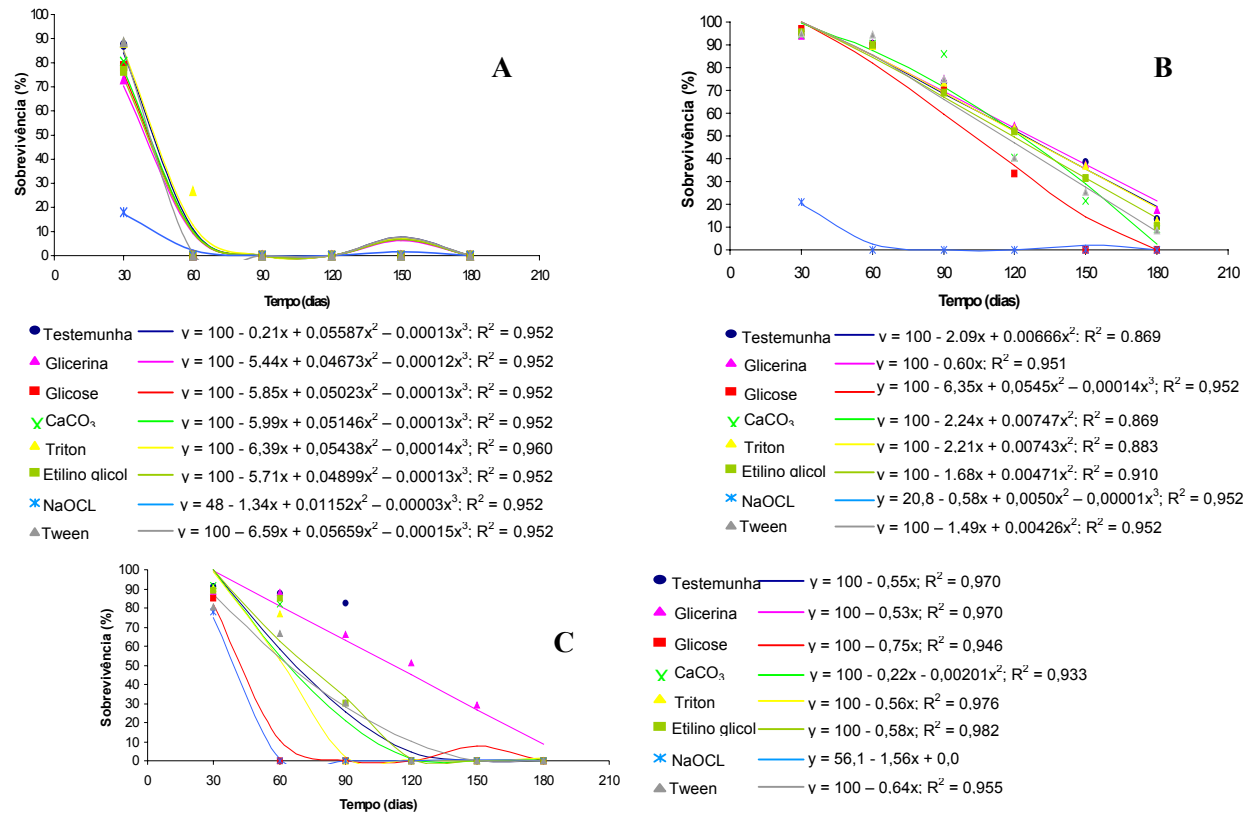 100
90
80
70
60
50
40
30
20
10
0
Sobrevivência (%)
A
0 30 60 90 120 150 180 210
Tempo (dias)
Testemunha y = 100 - 0.21x + 0.05587x² – 0.00013x³; R² = 0.952
Glicerina y = 100 - 5.44x + 0.04673x² – 0.00012x³; R² = 0.952
Glicose y = 100 - 5.85x + 0.05023x² – 0.00013x³; R² = 0.952
CaCO₃ y = 100 - 5.99x + 0.05146x² – 0.00013x³; R² = 0.952
Triton y = 100 - 6,39x + 0,05438x² – 0,00014x³; R² = 0,960
Etilino glicol y = 100 - 5.71x + 0.04899x² – 0.00013x³; R² = 0.952
NaOCL y = 48 - 1.34x + 0.01152x² – 0.00003x³; R² = 0.952
Tween y = 100 – 6.59x + 0.05659x² – 0.00015x³; R² = 0.952
100
90
80
70
60
50
40
30
20
10
0
Sobrevivência (%)
B
0 30 60 90 120 150 180 210
Tempo (dias)
Testemunha y = 100 - 2.09x + 0.00666x²: R² = 0.869
Glicerina y = 100 -0.60x; R² = 0,951
Glicose y = 100 -6,35x + 0,0545x² – 0,00014x³; R² = 0,952
CaCO₃ y = 100 - 2.24x + 0.00747x²; R² = 0.869
Triton y = 100 - 2.21x + 0.00743x²; R² = 0.883
Etilino glicol y = 100 -1.68x + 0.00471x²; R² = 0.910
NaOCL y = 20,8 - 0,58x + 0,0050x² – 0,00001x³; R² = 0,952
Tween y = 100 – 1,49x + 0,00426x²; R² = 0,952
100
90
80
70
60
50
40
30
20
10
0
Sobrevivência (%)
C
0 30 60 90 120 150 180 210
Tempo (dias)
Testemunha y = 100 - 0,55x; R² = 0,970
Glicerina y = 100 – 0,53x; R² = 0,970
Glicose y = 100 – 0,75x; R² = 0,946
CaCO₃ y = 100 - 0,22x - 0,00201x²; R² = 0,933
Triton y = 100 - 0,56x; R² = 0,976
Etilino glicol y = 100 - 0,58x; R² = 0,982
NaOCL y = 56,1 - 1,56x + 0,0
Tween y = 100 – 0,64x; R² = 0,955